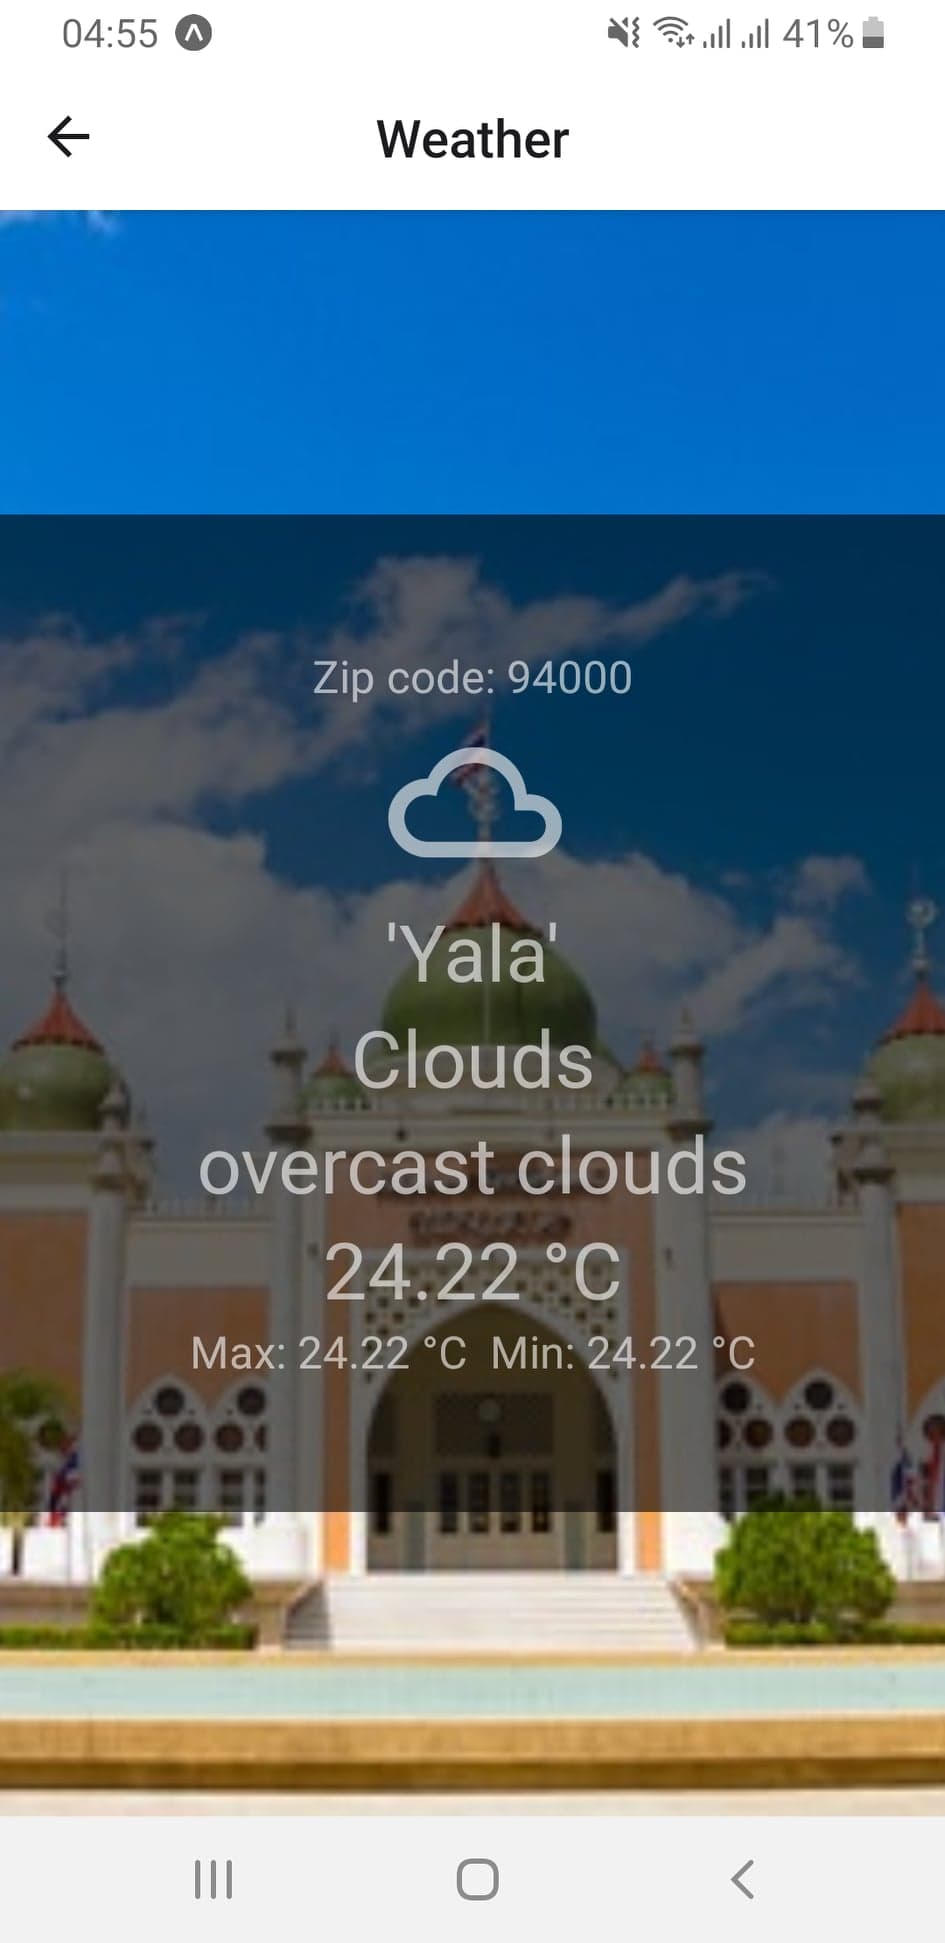 04:55 41%
Weather
Zip code: 94000
'Yala'
Clouds
overcast clouds
24.22 °C
Max: 24.22 °C Min: 24.22 °C